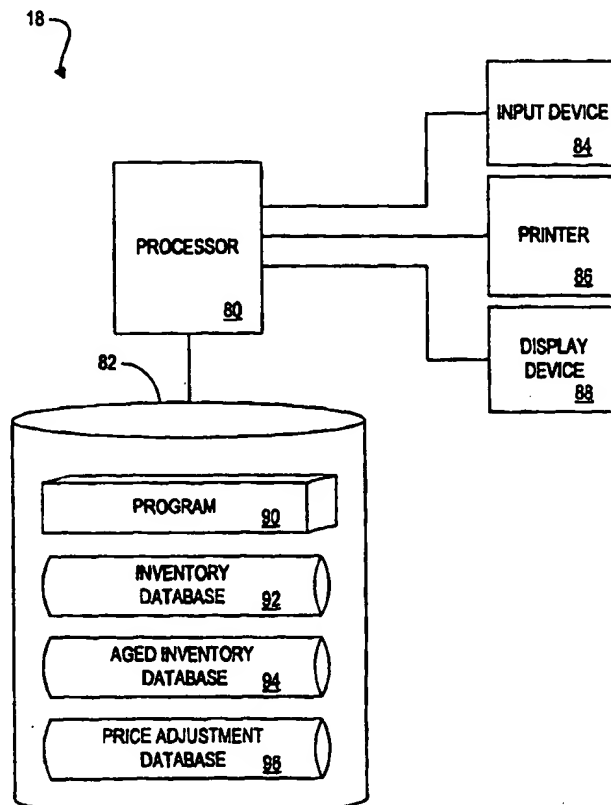 18
INPUT DEVICE
84
PROCESSOR
80
PRINTER
86
DISPLAY
DEVICE
88
82
PROGRAM
90
INVENTORY
DATABASE
92
AGED INVENTORY
DATABASE
94
PRICE ADJUSTMENT
DATABASE
96